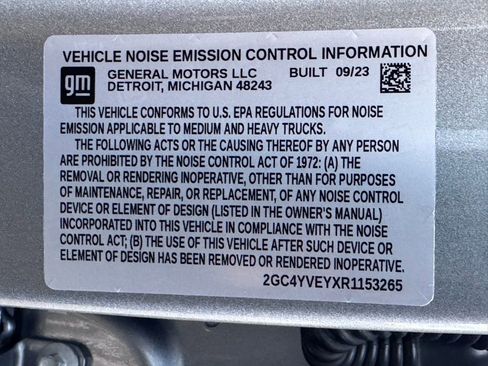 VEHICLE NOISE EMISSION CONTROL INFORMATION
gm GENERAL MOTORS LLC BUILT 09/23
DETROIT, MICHIGAN 48243
THIS VEHICLE CONFORMS TO U.S. EPA REGULATIONS FOR NOISE
EMISSION APPLICABLE TO MEDIUM AND HEAVY TRUCKS.
THE FOLLOWING ACTS OR THE CAUSING THEREOF BY ANY PERSON
ARE PROHIBITED BY THE NOISE CONTROL ACT OF 1972: (A) THE
REMOVAL OR RENDERING INOPERATIVE, OTHER THAN FOR PURPOSES
OF MAINTENANCE, REPAIR, OR REPLACEMENT, OF ANY NOISE CONTROL
DEVICE OR ELEMENT OF DESIGN (LISTED IN THE OWNER'S MANUAL)
INCORPORATED INTO THIS VEHICLE IN COMPLIANCE WITH THE NOISE
CONTROL ACT; (B) THE USE OF THIS VEHICLE AFTER SUCH DEVICE OR
ELEMENT OF DESIGN HAS BEEN REMOVED OR RENDERED INOPERATIVE.
2GC4YVEYXR1153265